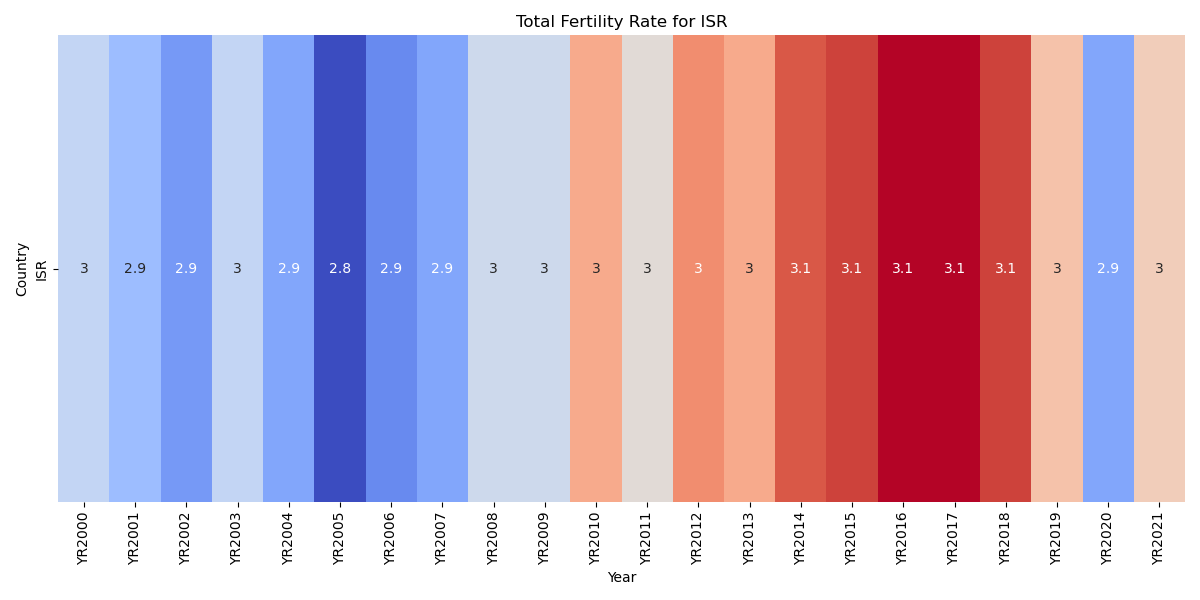 Total Fertility Rate for ISR
Country
ISR
3 2.9 2.9 3 2.9 2.8 2.9 2.9 3 3 3 3 3 3 3.1 3.1 3.1 3.1 3.1 3 2.9 3
YR2000 YR2001 YR2002 YR2003 YR2004 YR2005 YR2006 YR2007 YR2008 YR2009 YR2010 YR2011 YR2012 YR2013 YR2014 YR2015 YR2016 YR2017 YR2018 YR2019 YR2020 YR2021
Year